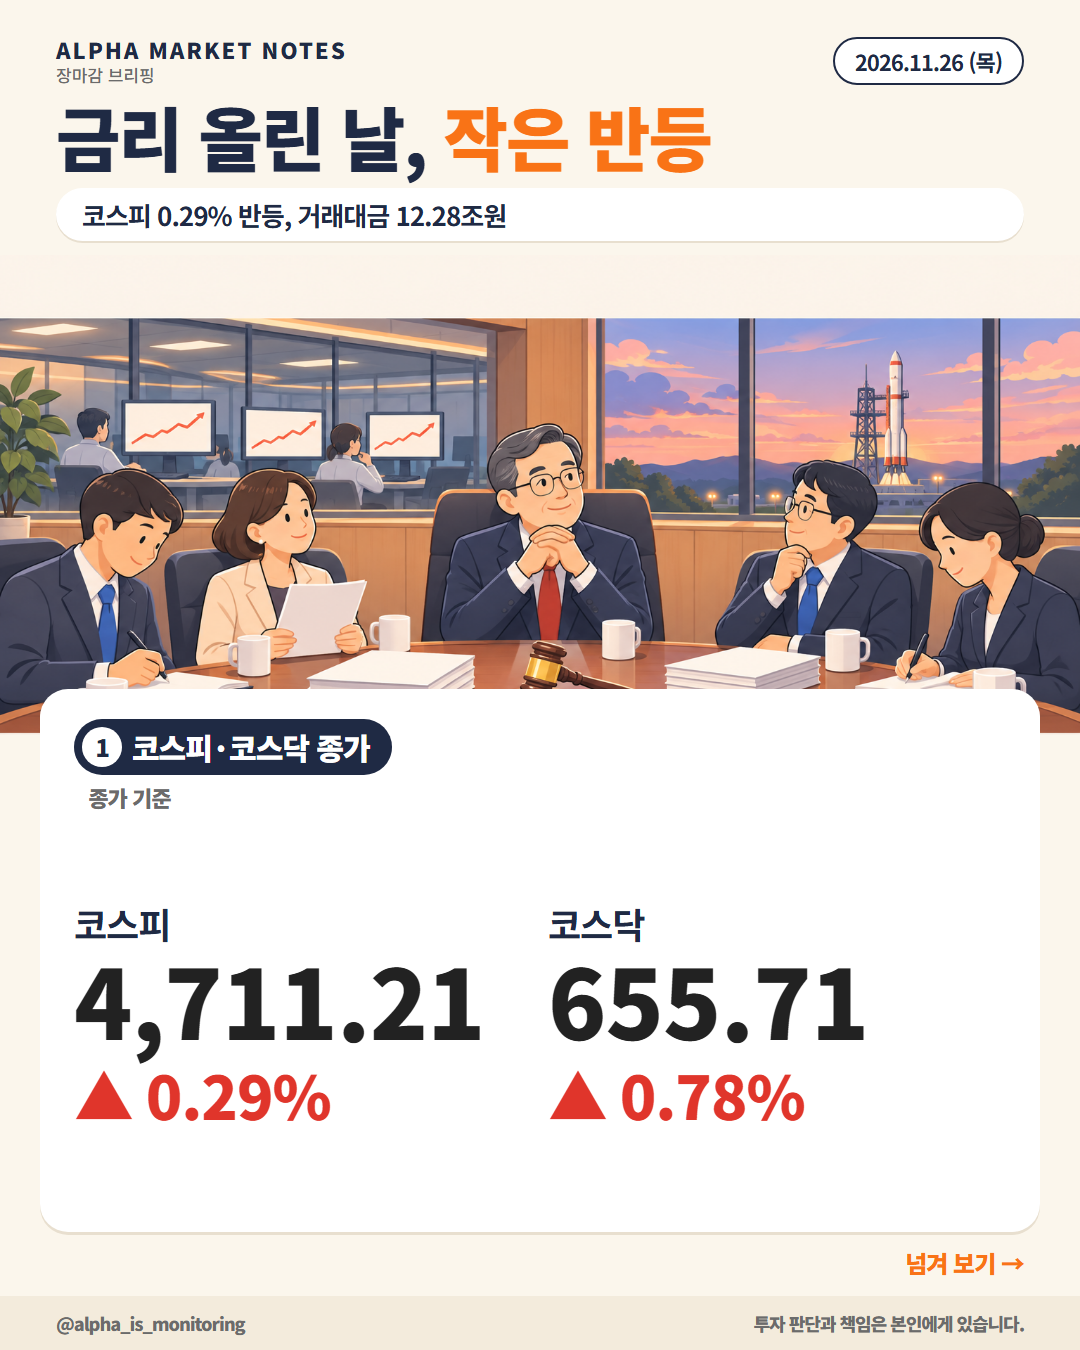 ALPHA MARKET NOTES
장마감 브리핑
2026.11.26 (목)
금리 올린 날, 작은 반등
코스피 0.29% 반등, 거래대금 12.28조원
1 코스피·코스닥 종가
종가 기준
코스피
4,711.21
▲ 0.29%
코스닥
655.71
▲ 0.78%
넘겨 보기 →
@alpha_is_monitoring
투자 판단과 책임은 본인에게 있습니다.